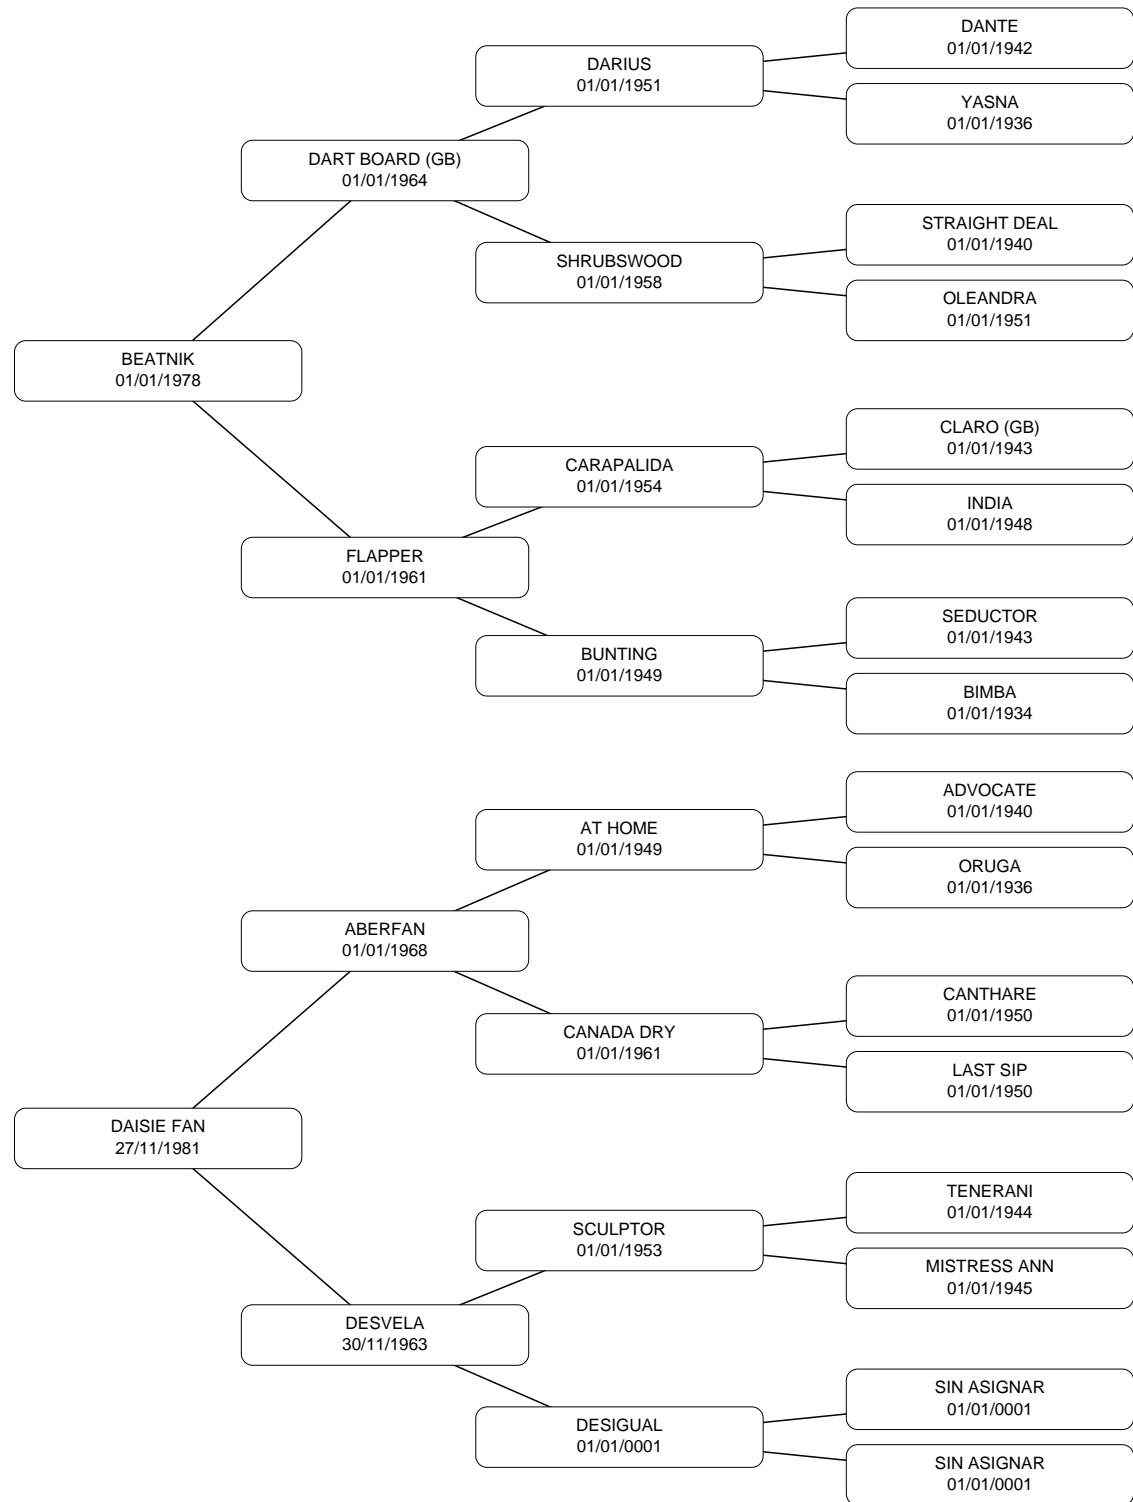 DANTE
01/01/1942
DARIUS
01/01/1951
YASNA
01/01/1936
DART BOARD (GB)
01/01/1964
STRAIGHT DEAL
01/01/1940
SHRUBSWOOD
01/01/1958
OLEANDRA
01/01/1951
BEATNIK
01/01/1978
CLARO (GB)
01/01/1943
CARAPALIDA
01/01/1954
INDIA
01/01/1948
FLAPPER
01/01/1961
SEDUCTOR
01/01/1943
BUNTING
01/01/1949
BIMBA
01/01/1934
ADVOCATE
01/01/1940
AT HOME
01/01/1949
ORUGA
01/01/1936
ABERFAN
01/01/1968
CANTHARE
01/01/1950
CANADA DRY
01/01/1961
LAST SIP
01/01/1950
DAISIE FAN
27/11/1981
TENERANI
01/01/1944
SCULPTOR
01/01/1953
MISTRESS ANN
01/01/1945
DESVELA
30/11/1963
SIN ASIGNAR
01/01/0001
DESIGUAL
01/01/0001
SIN ASIGNAR
01/01/0001